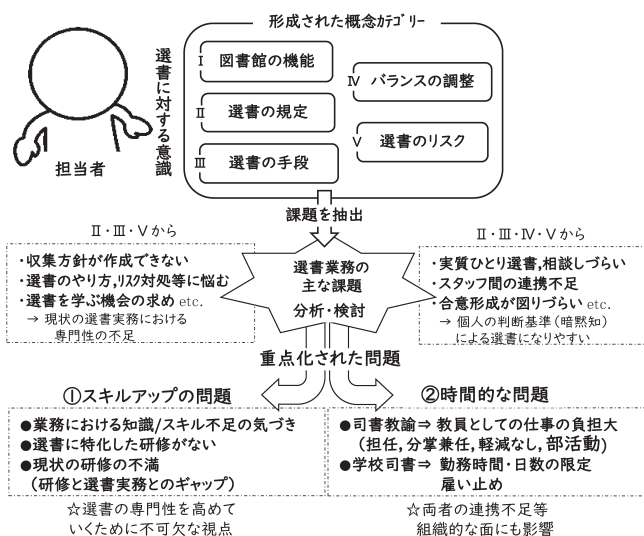 形成された概念カテゴリー
選書に対する意識
担当者
Ⅰ 図書館の機能
Ⅱ 選書の規定
Ⅲ 選書の手段
Ⅳ バランスの調整
Ⅴ 選書のリスク
課題を抽出
Ⅱ・Ⅲ・Ⅴから
・収集方針が作成できない
・選書のやり方,リスク対処等に悩む
・選書を学ぶ機会の求め etc.
→ 現状の選書実務における
専門性の不足
選書業務の
主な課題
分析・検討
Ⅱ・Ⅲ・Ⅳ・Ⅴから
・実質ひとり選書,相談しづらい
・スタッフ間の連携不足
・合意形成が図りづらい etc.
→ 個人の判断基準（暗黙知）
による選書になりやすい
重点化された問題
①スキルアップの問題
●業務における知識/スキル不足の気づき
●選書に特化した研修がない
●現状の研修の不満
(研修と選書実務とのギャップ)
☆選書の専門性を高めて
いくために不可欠な視点
②時間的な問題
●司書教諭⇒ 教員としての仕事の負担大
(担任,分掌兼任,軽減なし,部活動)
●学校司書⇒ 勤務時間・日数の限定
雇い止め
☆両者の連携不足等
組織的な面にも影響